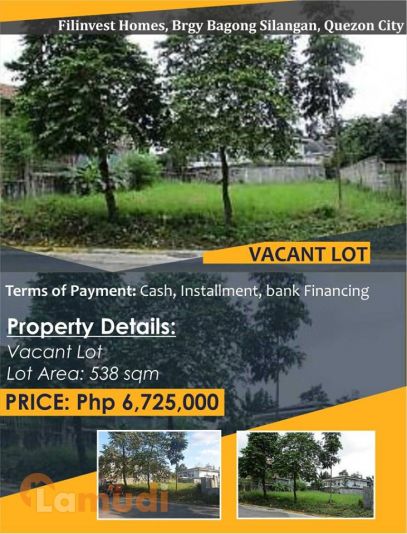 Filinvest Homes, Brgy Bagong Silangan, Quezon City
VACANT LOT
Terms of Payment: Cash, Installment, bank Financing
Property Details:
Vacant Lot
Lot Area: 538 sqm
PRICE: Php 6,725,000
Lamudi